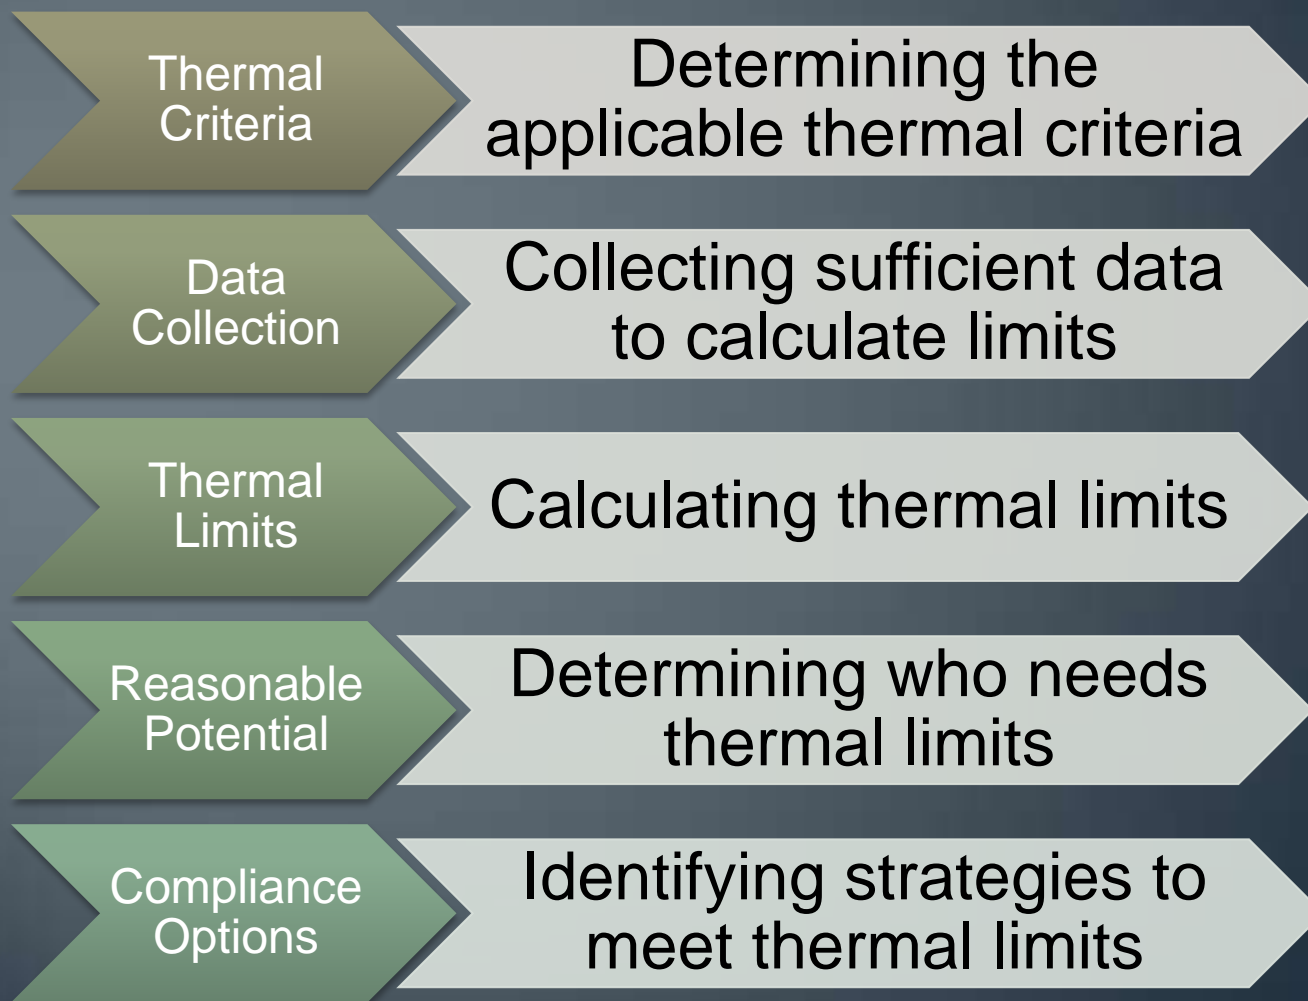 Thermal
Criteria
Determining the
applicable thermal criteria
Data
Collection
Collecting sufficient data
to calculate limits
Thermal
Limits
Calculating thermal limits
Reasonable
Potential
Determining who needs
thermal limits
Compliance
Options
Identifying strategies to
meet thermal limits